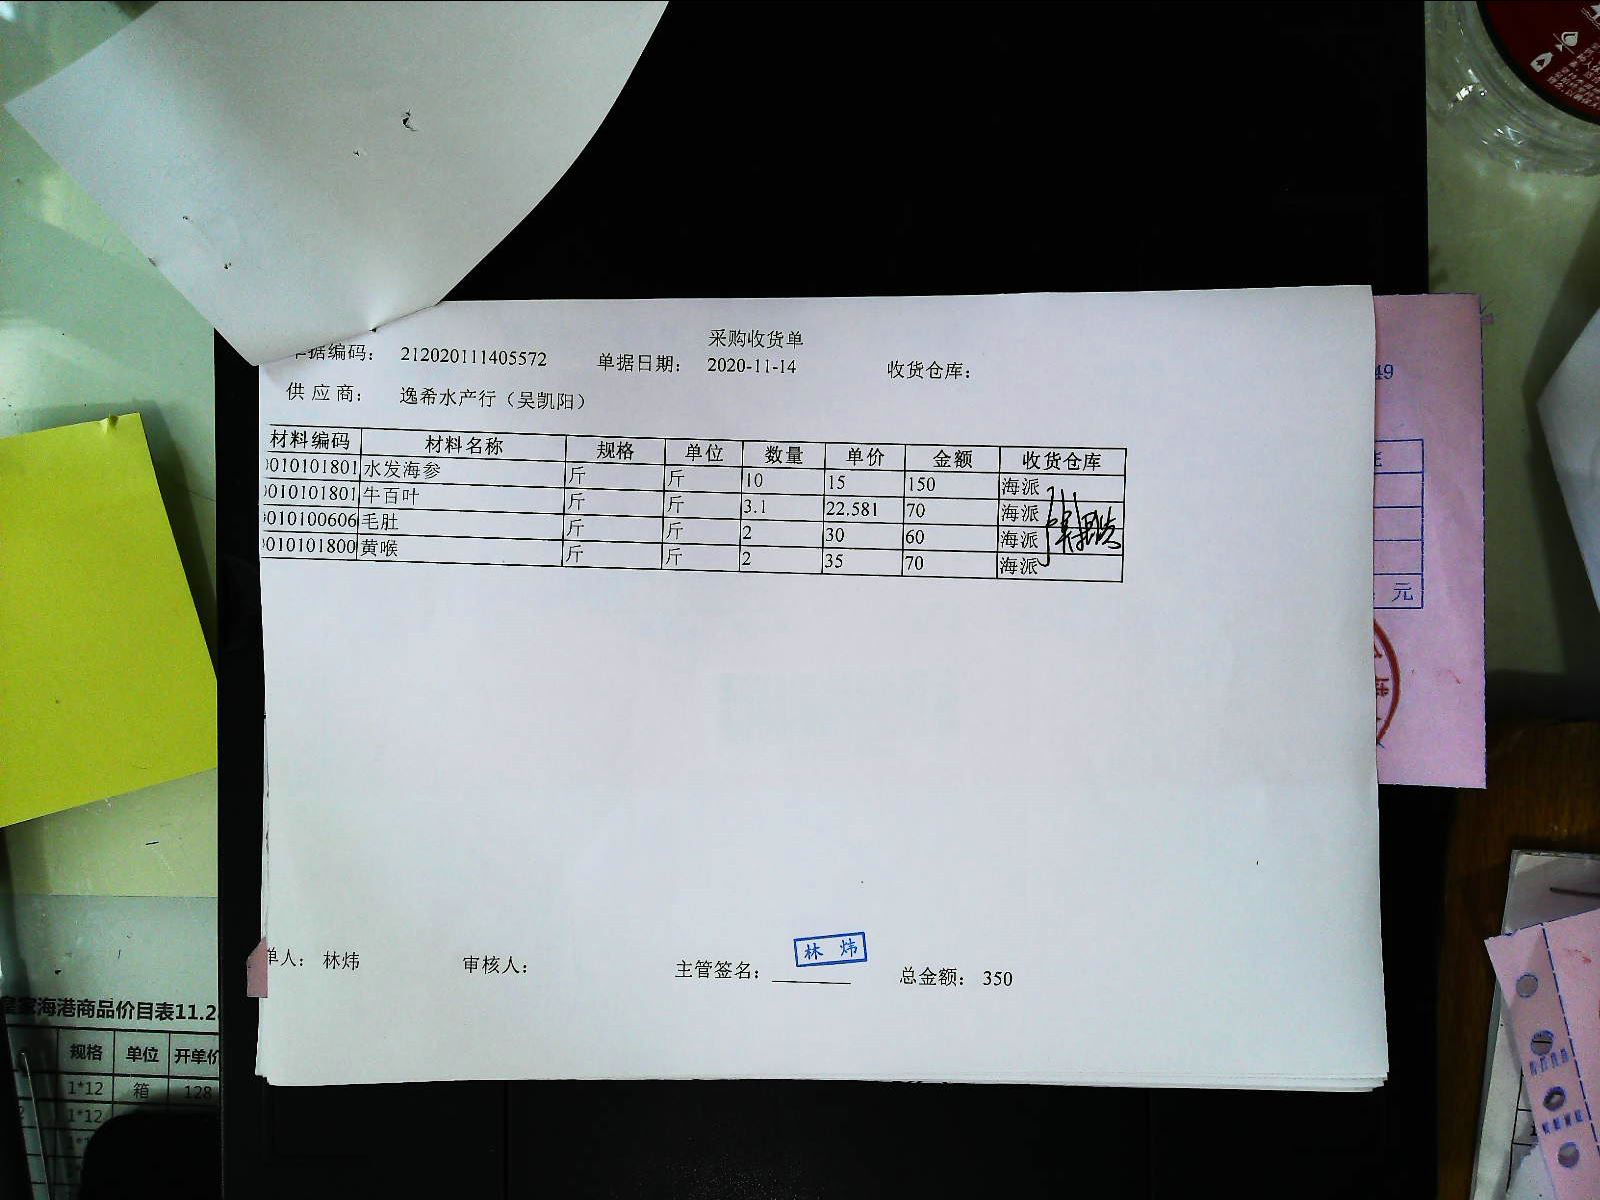 采购收货单
单据编码： 212020111405572 单据日期： 2020-11-14 收货仓库：
供应商： 逸希水产行（吴凯阳）
材料编码 材料名称 规格 单位 数量 单价 金额 收货仓库
010101801 水发海参 斤 斤 10 15 150 海派
010101801 牛百叶 斤 斤 3.1 22.581 70 海派
010100606 毛肚 斤 斤 2 30 60 海派
010101800 黄喉 斤 斤 2 35 70 海派
单人： 林炜 审核人： 主管签名： 林炜 总金额： 350
49
元
皇家海港商品价目表11.2
规格 单位 开单价
1*12 箱 128
1*12